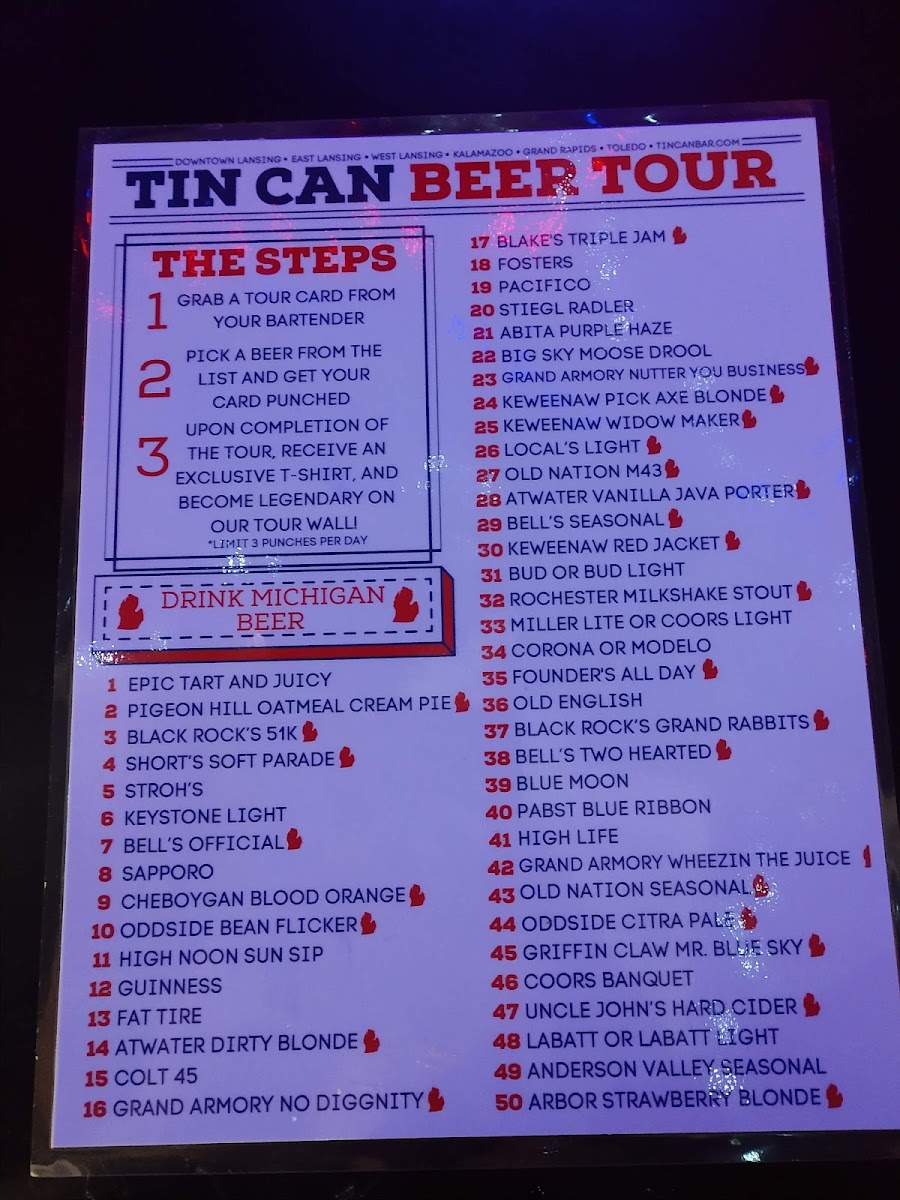 DOWNTOWN LANSING • EAST LANSING • WEST LANSING • KALAMAZOO • GRAND RAPIDS • TOLEDO • TINCANBAR.COM
TIN CAN BEER TOUR
THE STEPS
1 GRAB A TOUR CARD FROM
YOUR BARTENDER
2 PICK A BEER FROM THE
LIST AND GET YOUR
CARD PUNCHED
3 UPON COMPLETION OF
THE TOUR, RECEIVE AN
EXCLUSIVE T-SHIRT, AND
BECOME LEGENDARY ON
OUR TOUR WALL!
*LIMIT 3 PUNCHES PER DAY
DRINK MICHIGAN
BEER
1 EPIC TART AND JUICY
2 PIGEON HILL OATMEAL CREAM PIE
3 BLACK ROCK'S 51K
4 SHORT'S SOFT PARADE
5 STROH'S
6 KEYSTONE LIGHT
7 BELL'S OFFICIAL
8 SAPPORO
9 CHEBOYGAN BLOOD ORANGE
10 ODDSIDE BEAN FLICKER
11 HIGH NOON SUN SIP
12 GUINNESS
13 FAT TIRE
14 ATWATER DIRTY BLONDE
15 COLT 45
16 GRAND ARMORY NO DIGGNITY
17 BLAKE'S TRIPLE JAM
18 FOSTERS
19 PACIFICO
20 STIEGL RADLER
21 ABITA PURPLE HAZE
22 BIG SKY MOOSE DROOL
23 GRAND ARMORY NUTTER YOU BUSINESS
24 KEWEENAW PICK AXE BLONDE
25 KEWEENAW WIDOW MAKER
26 LOCAL'S LIGHT
27 OLD NATION M43
28 ATWATER VANILLA JAVA PORTER
29 BELL'S SEASONAL
30 KEWEENAW RED JACKET
31 BUD OR BUD LIGHT
32 ROCHESTER MILKSHAKE STOUT
33 MILLER LITE OR COORS LIGHT
34 CORONA OR MODELO
35 FOUNDER'S ALL DAY
36 OLD ENGLISH
37 BLACK ROCK'S GRAND RABBITS
38 BELL'S TWO HEARTED
39 BLUE MOON
40 PABST BLUE RIBBON
41 HIGH LIFE
42 GRAND ARMORY WHEEZIN THE JUICE
43 OLD NATION SEASONAL
44 ODDSIDE CITRA PALE
45 GRIFFIN CLAW MR. BLUE SKY
46 COORS BANQUET
47 UNCLE JOHN'S HARD CIDER
48 LABATT OR LABATT LIGHT
49 ANDERSON VALLEY SEASONAL
50 ARBOR STRAWBERRY BLONDE